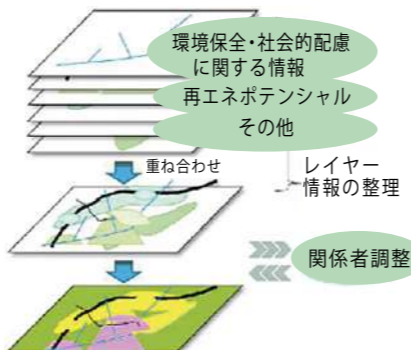 環境保全・社会的配慮
に関する情報
再エネポテンシャル
その他
重ね合わせ
レイヤー
情報の整理
関係者調整